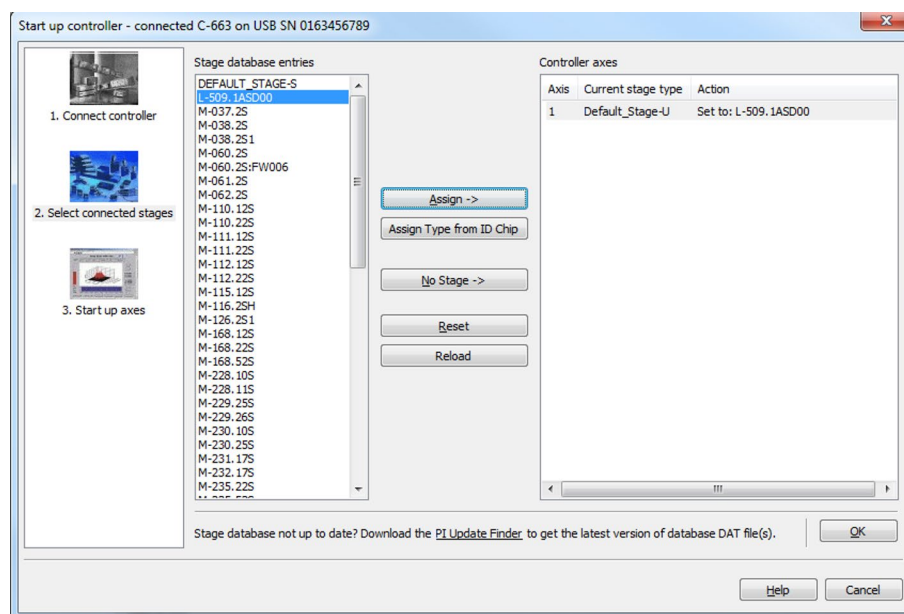 Start up controller - connected C-663 on USB SN 0163456789
1. Connect controller
2. Select connected stages
3. Start up axes
Stage database entries
DEFAULT_STAGE-S
L-509.1ASD00
M-037.2S
M-038.2S
M-038.2S1
M-060.2S
M-060.2S:FW006
M-061.2S
M-062.2S
M-110.12S
M-110.22S
M-111.12S
M-111.22S
M-112.12S
M-112.22S
M-115.12S
M-116.2SH
M-126.2S1
M-168.12S
M-168.22S
M-168.52S
M-228.10S
M-228.11S
M-229.25S
M-229.26S
M-230.10S
M-230.25S
M-231.17S
M-232.17S
M-235.22S
Assign ->
Assign Type from ID Chip
No Stage ->
Reset
Reload
Controller axes
Axis Current stage type Action
1 Default_Stage-U Set to: L-509.1ASD00
Stage database not up to date? Download the PI Update Finder to get the latest version of database DAT file(s).
OK
Help Cancel